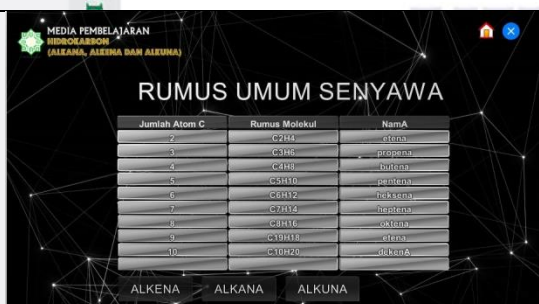 MEDIA PEMBELAJARAN
HIDROKARBON
(ALKANA, ALKENA DAN ALKUNA)
RUMUS UMUM SENYAWA
Jumlah Atom C Rumus Molekul NamA
2 C2H4 etena
3 C3H6 propena
4 C4H8 butena
5 C5H10 pentena
6 C6H12 heksena
7 C7H14 heptena
8 C8H16 oktena
9 C19H18 etena
10 C10H20 dekenA
ALKENA ALKANA ALKUNA